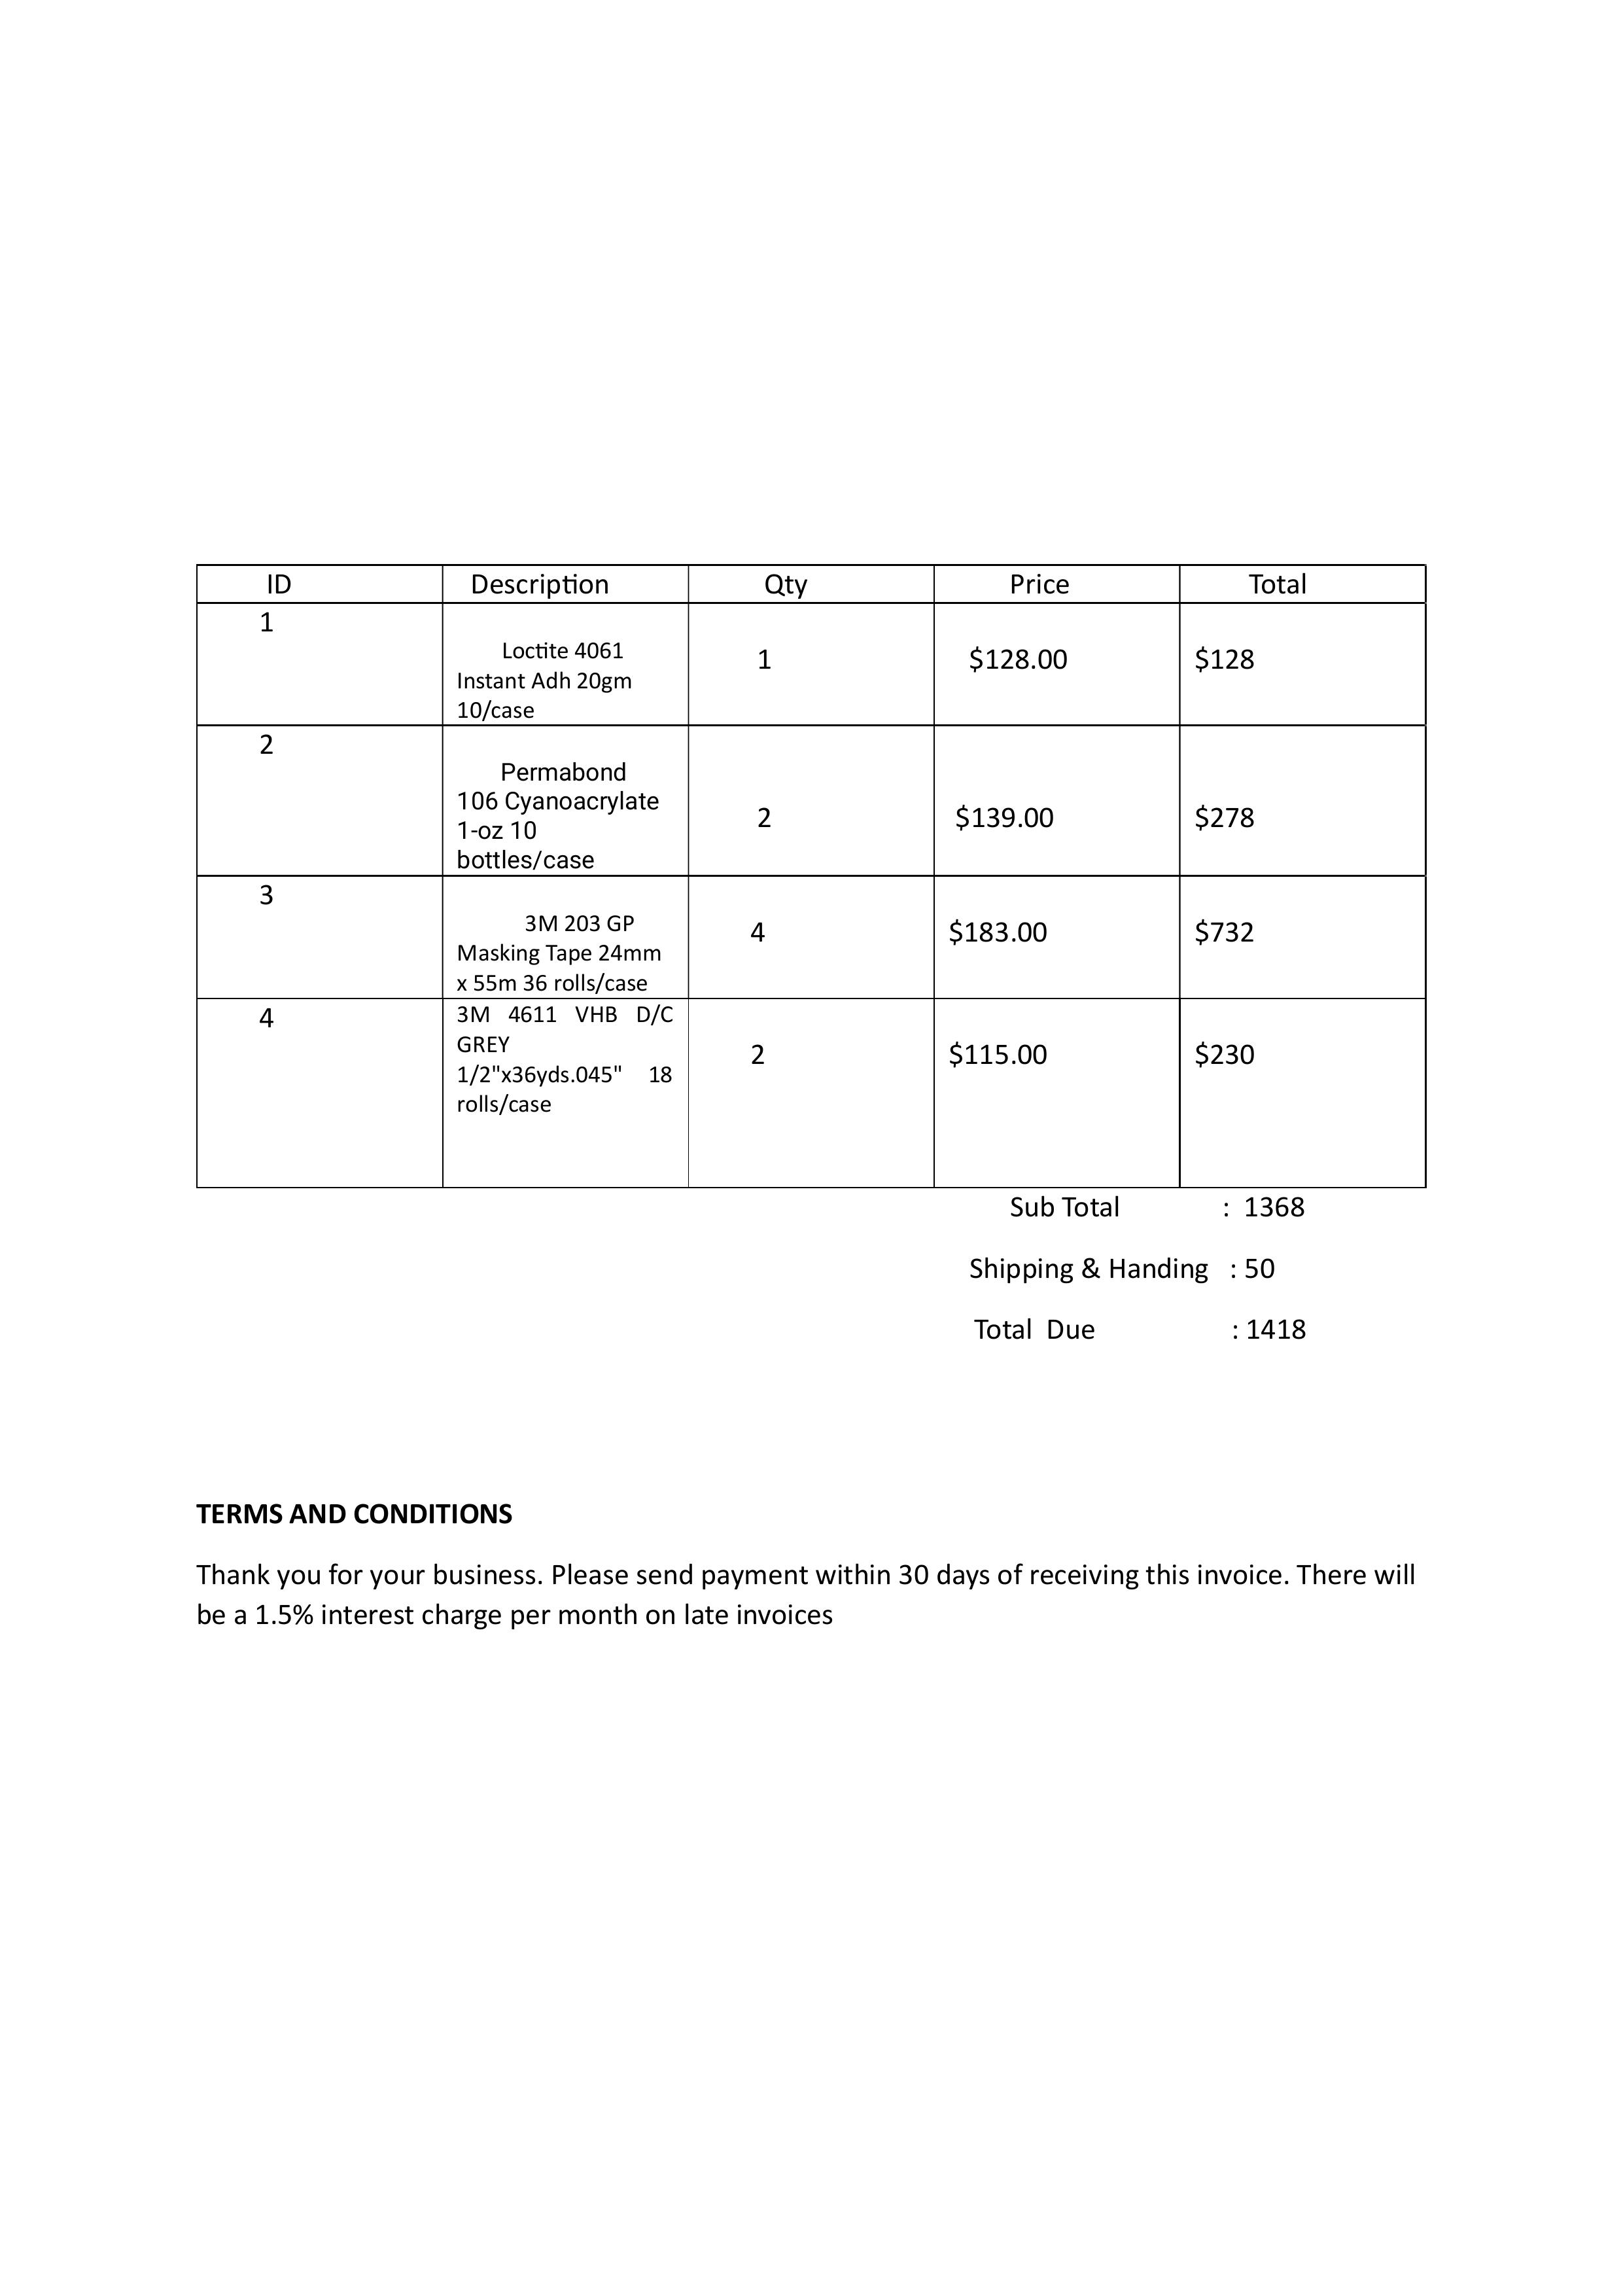 ID Description Qty Price Total
1
Loctite 4061
Instant Adh 20gm
10/case
1 $128.00 $128
2
Permabond
106 Cyanoacrylate
1-oz 10
bottles/case
2 $139.00 $278
3
3M 203 GP
Masking Tape 24mm
x 55m 36 rolls/case
4 $183.00 $732
4
3M 4611 VHB D/C
GREY
1/2"x36yds.045" 18
rolls/case
2 $115.00 $230
Sub Total : 1368
Shipping & Handing : 50
Total Due : 1418
TERMS AND CONDITIONS
Thank you for your business. Please send payment within 30 days of receiving this invoice. There will
be a 1.5% interest charge per month on late invoices